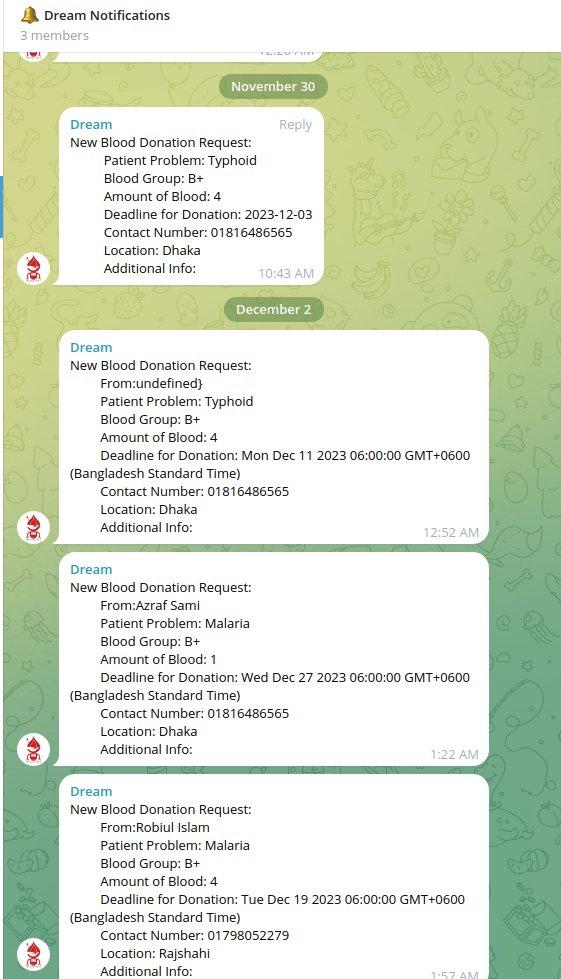 Dream Notifications
3 members
12:20 AM
November 30
Dream Reply
New Blood Donation Request:
Patient Problem: Typhoid
Blood Group: B+
Amount of Blood: 4
Deadline for Donation: 2023-12-03
Contact Number: 01816486565
Location: Dhaka
Additional Info:
10:43 AM
December 2
Dream
New Blood Donation Request:
From:undefined}
Patient Problem: Typhoid
Blood Group: B+
Amount of Blood: 4
Deadline for Donation: Mon Dec 11 2023 06:00:00 GMT+0600
(Bangladesh Standard Time)
Contact Number: 01816486565
Location: Dhaka
Additional Info:
12:52 AM
Dream
New Blood Donation Request:
From:Azraf Sami
Patient Problem: Malaria
Blood Group: B+
Amount of Blood: 1
Deadline for Donation: Wed Dec 27 2023 06:00:00 GMT+0600
(Bangladesh Standard Time)
Contact Number: 01816486565
Location: Dhaka
Additional Info:
1:22 AM
Dream
New Blood Donation Request:
From:Robiul Islam
Patient Problem: Malaria
Blood Group: B+
Amount of Blood: 4
Deadline for Donation: Tue Dec 19 2023 06:00:00 GMT+0600
(Bangladesh Standard Time)
Contact Number: 01798052279
Location: Rajshahi
Additional Info:
1:57 AM